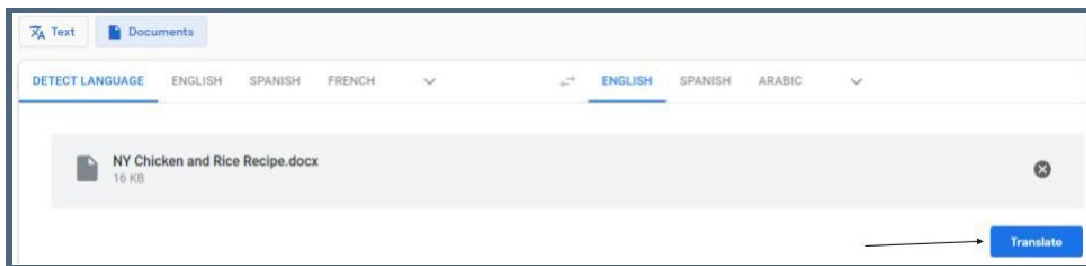 Text Documents
DETECT LANGUAGE ENGLISH SPANISH FRENCH ENGLISH SPANISH ARABIC
NY Chicken and Rice Recipe.docx
16 KB
Translate